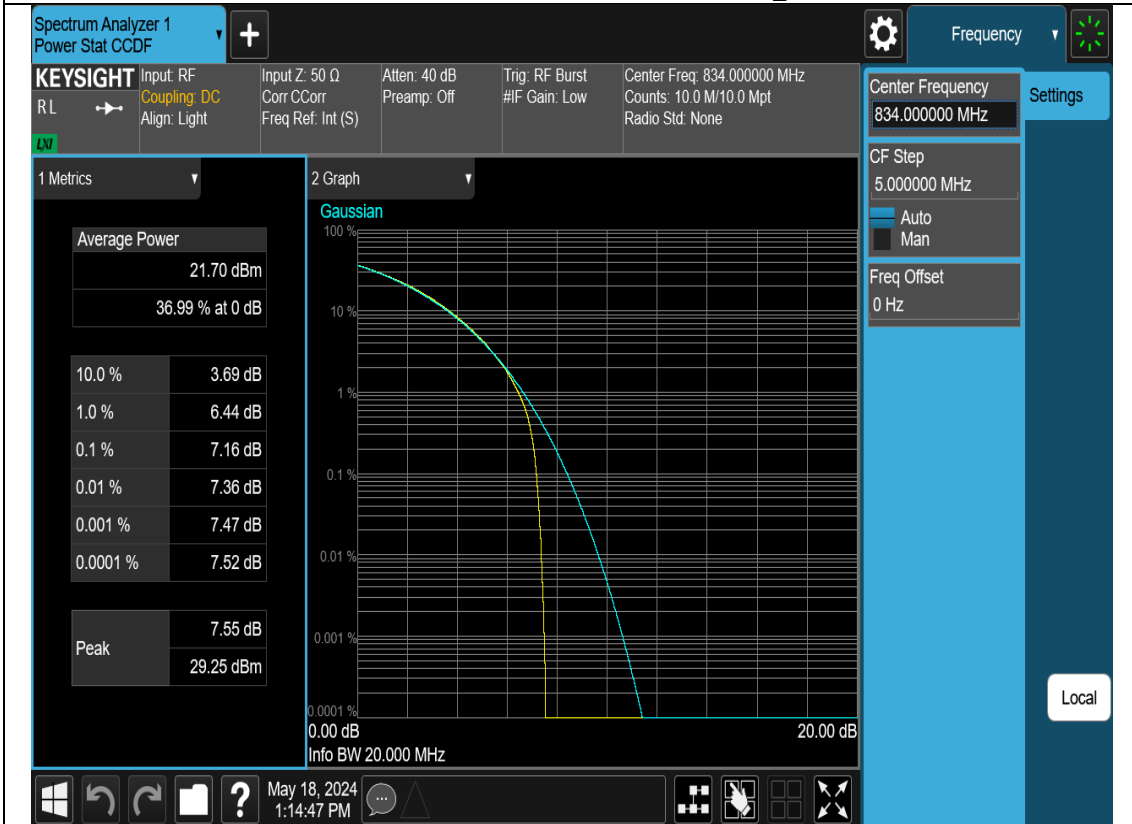 Spectrum Analyzer 1
Power Stat CCDF
Frequency
KEYSIGHT
RL
LXI
Input: RF
Coupling: DC
Align: Light
Input Z: 50 Ω
Corr CCorr
Freq Ref: Int (S)
Atten: 40 dB
Preamp: Off
Trig: RF Burst
#IF Gain: Low
Center Freq: 834.000000 MHz
Counts: 10.0 M/10.0 Mpt
Radio Std: None
Center Frequency
834.000000 MHz
Settings
CF Step
5.000000 MHz
Auto
Man
Freq Offset
0 Hz
Local
1 Metrics
Average Power
21.70 dBm
36.99 % at 0 dB
10.0 % 3.69 dB
1.0 % 6.44 dB
0.1 % 7.16 dB
0.01 % 7.36 dB
0.001 % 7.47 dB
0.0001 % 7.52 dB
Peak 7.55 dB
29.25 dBm
2 Graph
Gaussian
100 %
10 %
1 %
0.1 %
0.01 %
0.001 %
0.0001 %
0.00 dB 20.00 dB
Info BW 20.000 MHz
?
May 18, 2024
1:14:47 PM